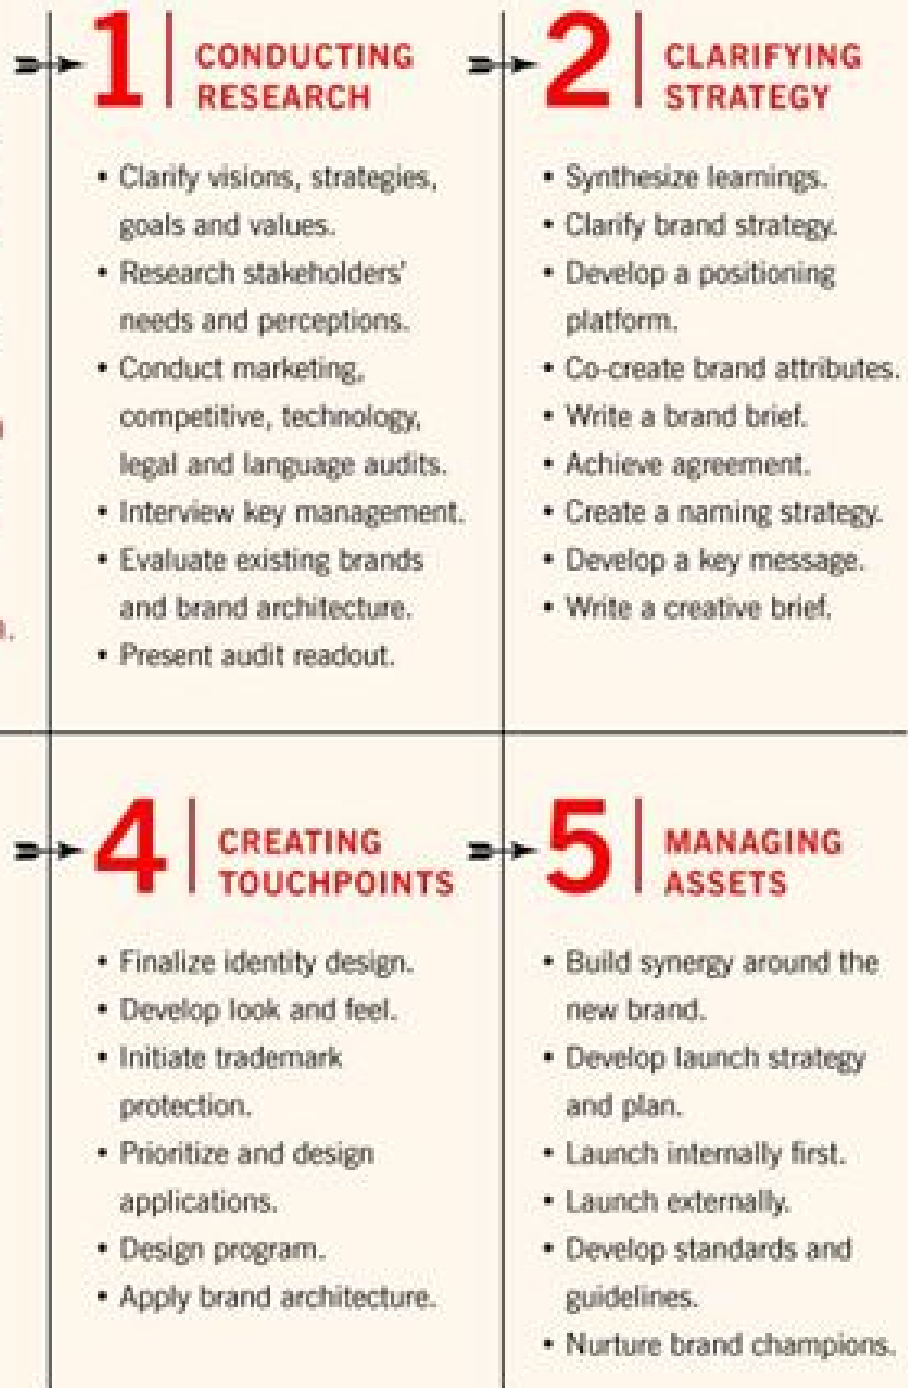 1
CONDUCTING
RESEARCH
• Clarify visions, strategies,
goals and values.
• Research stakeholders'
needs and perceptions.
• Conduct marketing,
competitive, technology,
legal and language audits.
• Interview key management.
• Evaluate existing brands
and brand architecture.
• Present audit readout.
2
CLARIFYING
STRATEGY
• Synthesize learnings.
• Clarify brand strategy.
• Develop a positioning
platform.
• Co-create brand attributes.
• Write a brand brief.
• Achieve agreement.
• Create a naming strategy.
• Develop a key message.
• Write a creative brief.
4
CREATING
TOUCHPOINTS
• Finalize identity design.
• Develop look and feel.
• Initiate trademark
protection.
• Prioritize and design
applications.
• Design program.
• Apply brand architecture.
5
MANAGING
ASSETS
• Build synergy around the
new brand.
• Develop launch strategy
and plan.
• Launch internally first.
• Launch externally.
• Develop standards and
guidelines.
• Nurture brand champions.